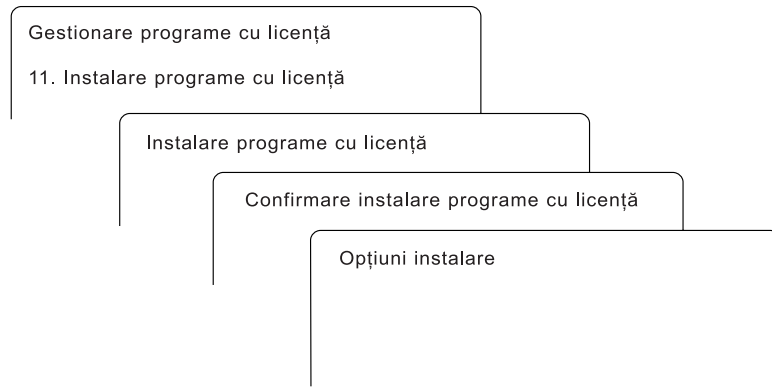 Gestionare programe cu licență
11. Instalare programe cu licență
Instalare programe cu licență
Confirmare instalare programe cu licență
Opțiuni instalare